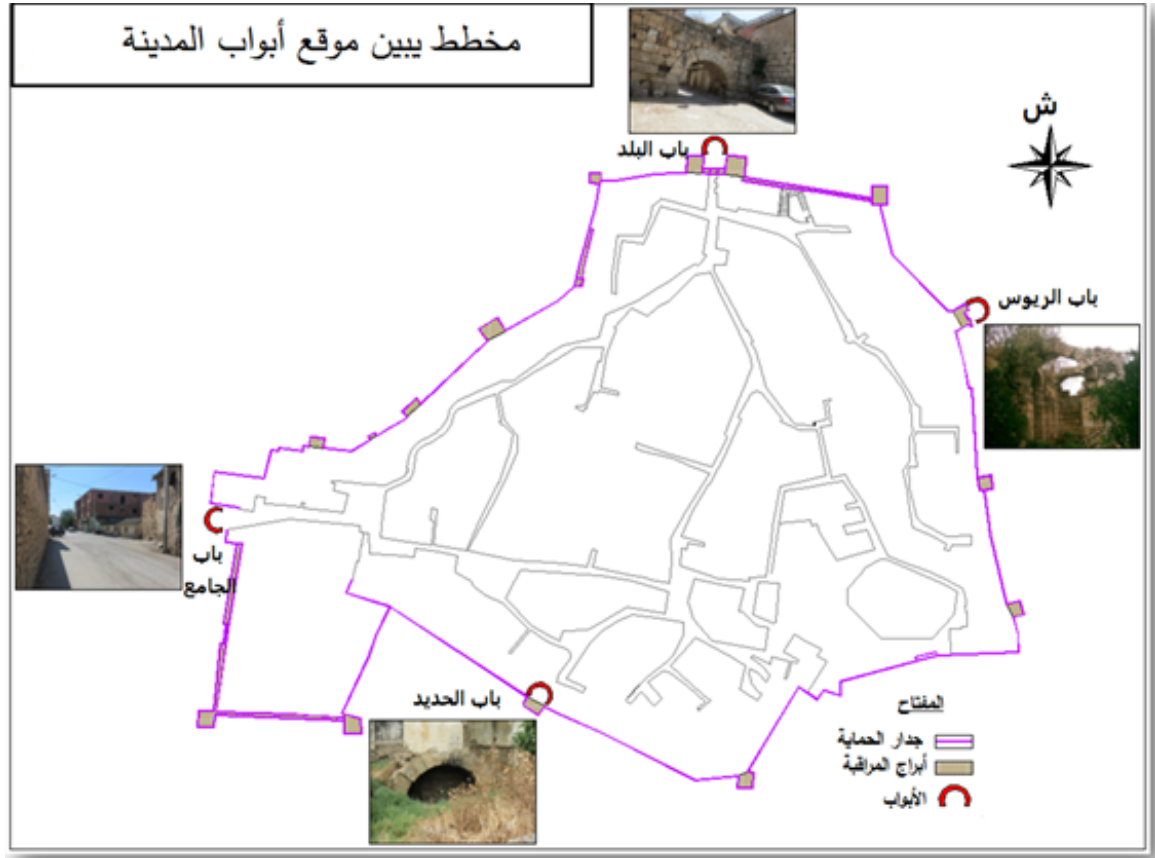 مخطط يبين موقع أبواب المدينة
ش
باب البلد
باب الريوس
باب
الجامع
باب الحديد
المفتاح
جدار الحماية
أبراج المراقبة
الأبواب